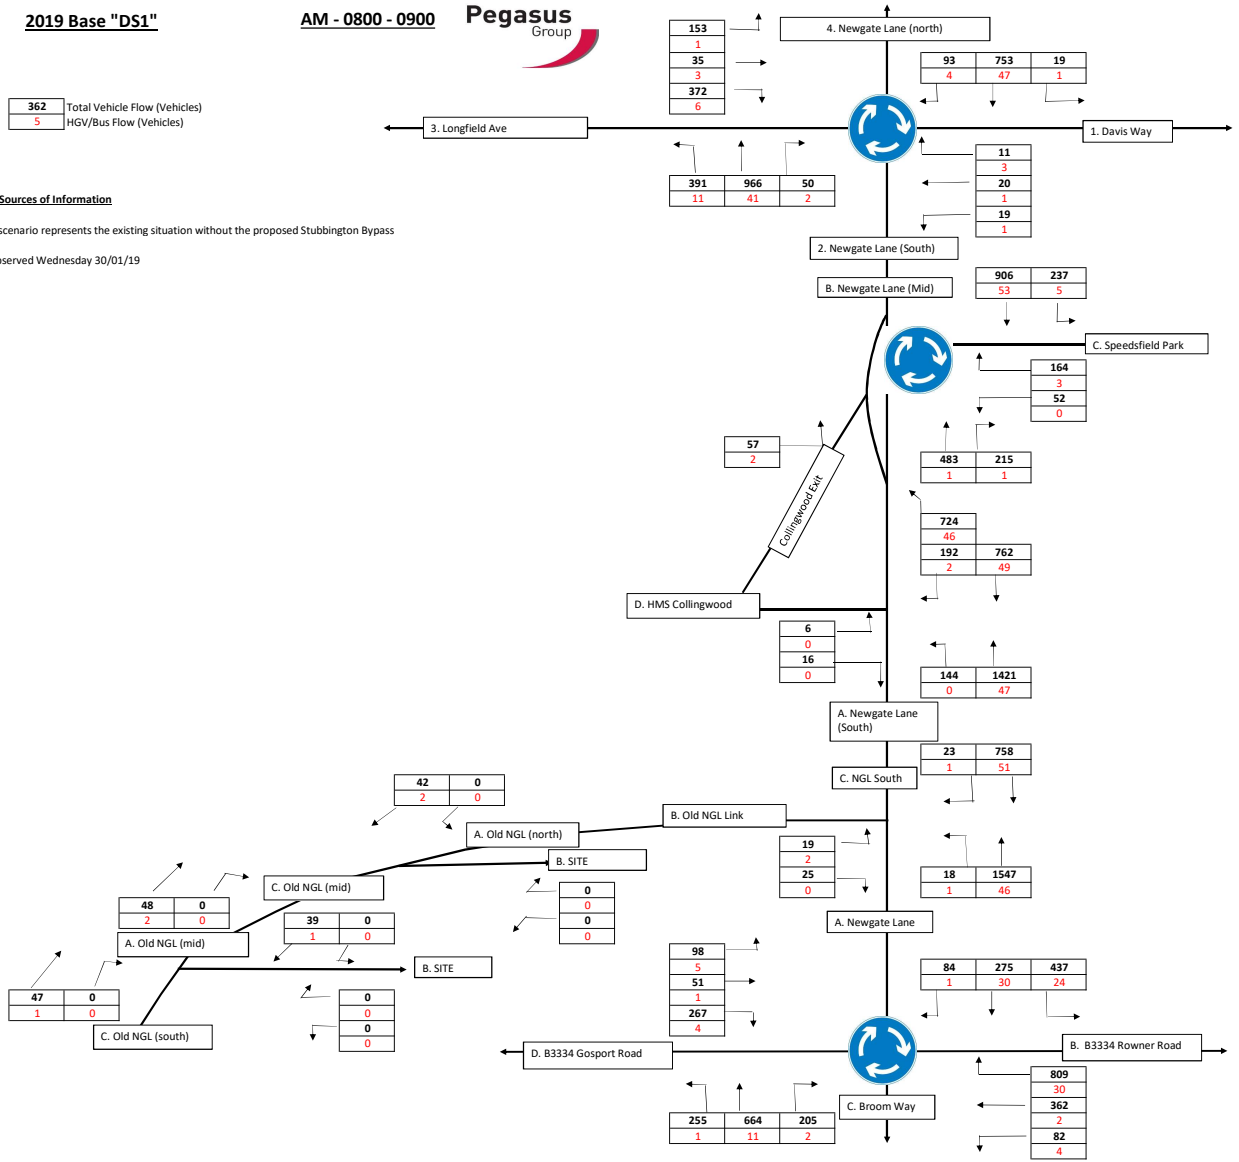 2019 Base "DS1"
AM - 0800 - 0900
Pegasus
Group
362 Total Vehicle Flow (Vehicles)
5 HGV/Bus Flow (Vehicles)
Sources of Information
scenario represents the existing situation without the proposed Stubbington Bypass
Wednesday 30/01/19
153
1
35
3
372
6
4. Newgate Lane (north)
93 753 19
4 47 1
3. Longfield Ave
1. Davis Way
391 966 50
11 41 2
11
3
20
1
19
1
2. Newgate Lane (South)
B. Newgate Lane (Mid)
906 237
53 5
C. Speedsfield Park
164
3
52
0
57
2
483 215
1 1
Collingwood Exit
724
46
192 762
2 49
D. HMS Collingwood
6
0
16
0
144 1421
0 47
A. Newgate Lane
(South)
C. NGL South
23 758
1 51
42 0
2 0
B. Old NGL Link
A. Old NGL (north)
19
2
25
0
18 1547
1 46
B. SITE
C. Old NGL (mid)
0
0
0
0
48 0
2 0
39 0
1 0
A. Newgate Lane
A. Old NGL (mid)
B. SITE
98
5
51
1
267
4
84 275 437
1 30 24
47 0
1 0
0
0
0
0
C. Old NGL (south)
D. B3334 Gosport Road
B. B3334 Rowner Road
255 664 205
1 11 2
C. Broom Way
809
30
362
2
82
4